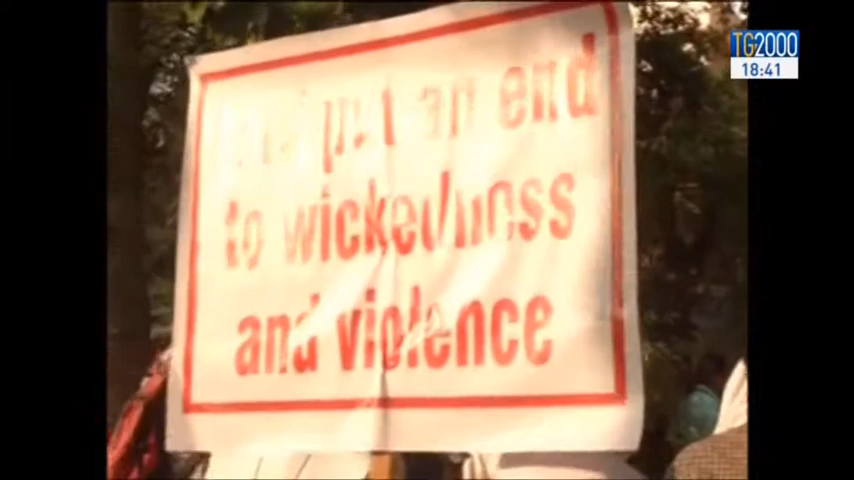 TG2000
18:41
put an end
to wickedness
and violence